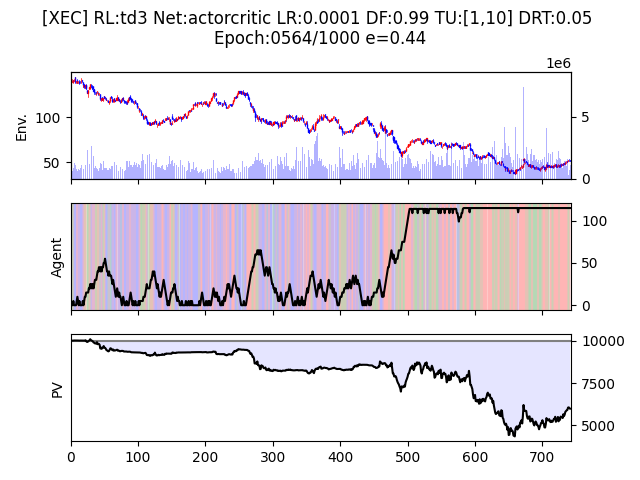 [XEC] RL:td3 Net:actorcritic LR:0.0001 DF:0.99 TU:[1,10] DRT:0.05
Epoch:0564/1000 e=0.44
1e6
Env.
100
50
5
0
Agent
100
50
0
PV
10000
7500
5000
0 100 200 300 400 500 600 700